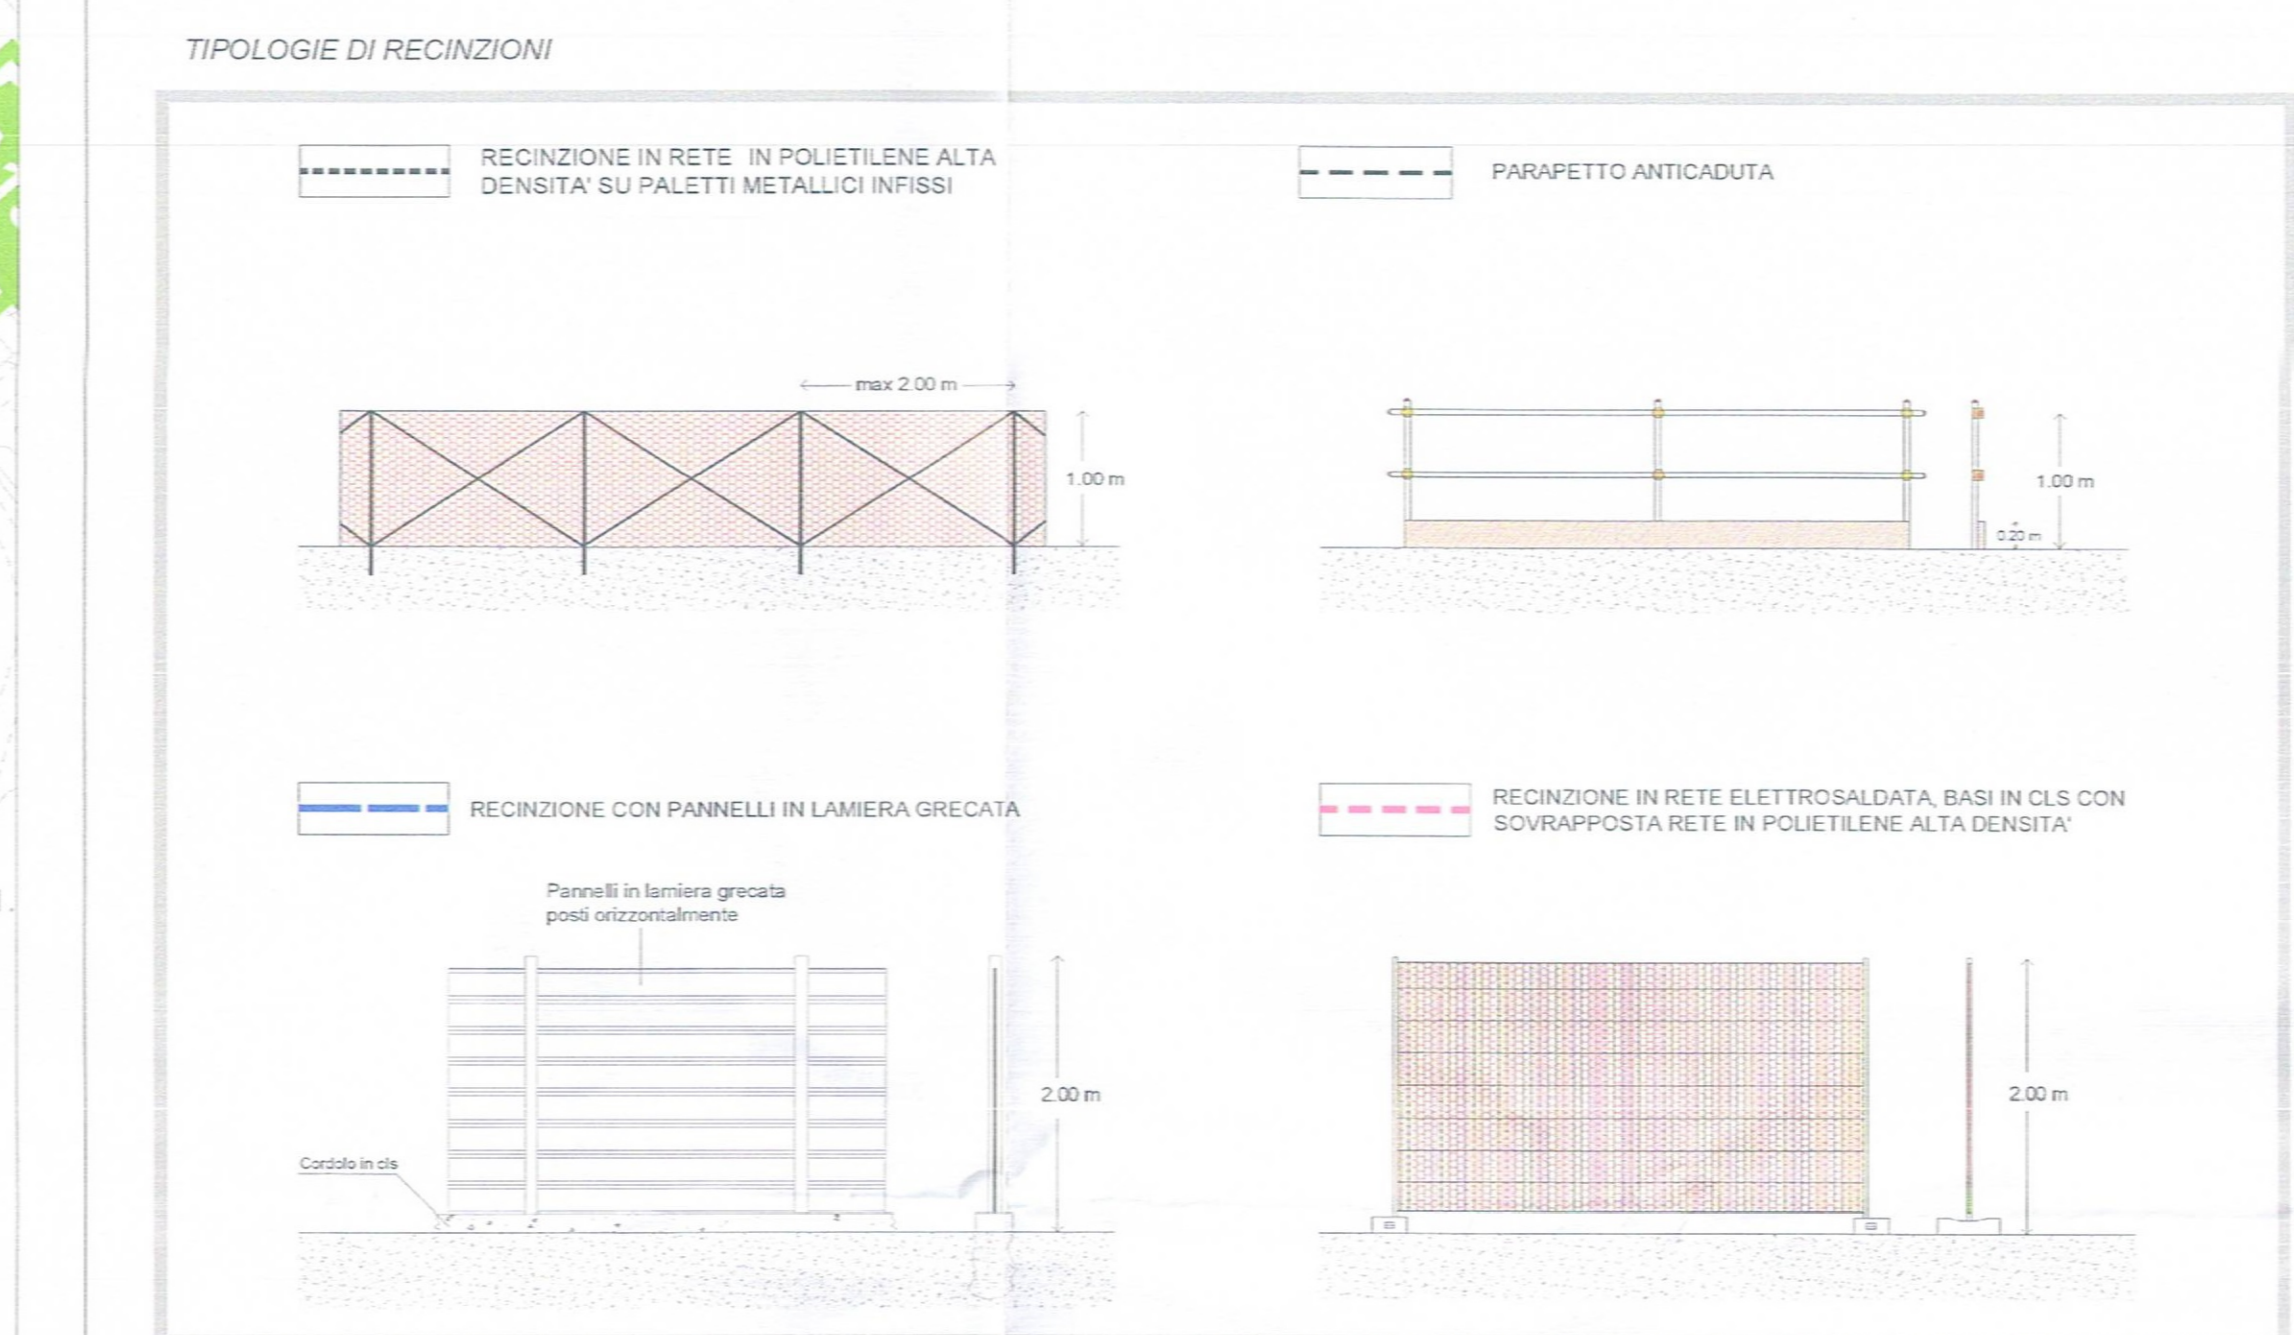 TIPOLOGIE DI RECINZIONI
RECINZIONE IN RETE IN POLIETILENE ALTA
DENSITA' SU PALETTI METALLICI INFISSI
PARAPETTO ANTICADUTA
max 2.00 m
1.00 m
1.00 m
0.20 m
RECINZIONE CON PANNELLI IN LAMIERA GRECATA
RECINZIONE IN RETE ELETTROSALDATA, BASI IN CLS CON
SOVRAPPOSTA RETE IN POLIETILENE ALTA DENSITA'
Pannelli in lamiera grecata
posti orizzontalmente
2.00 m
2.00 m
Cordolo in cls